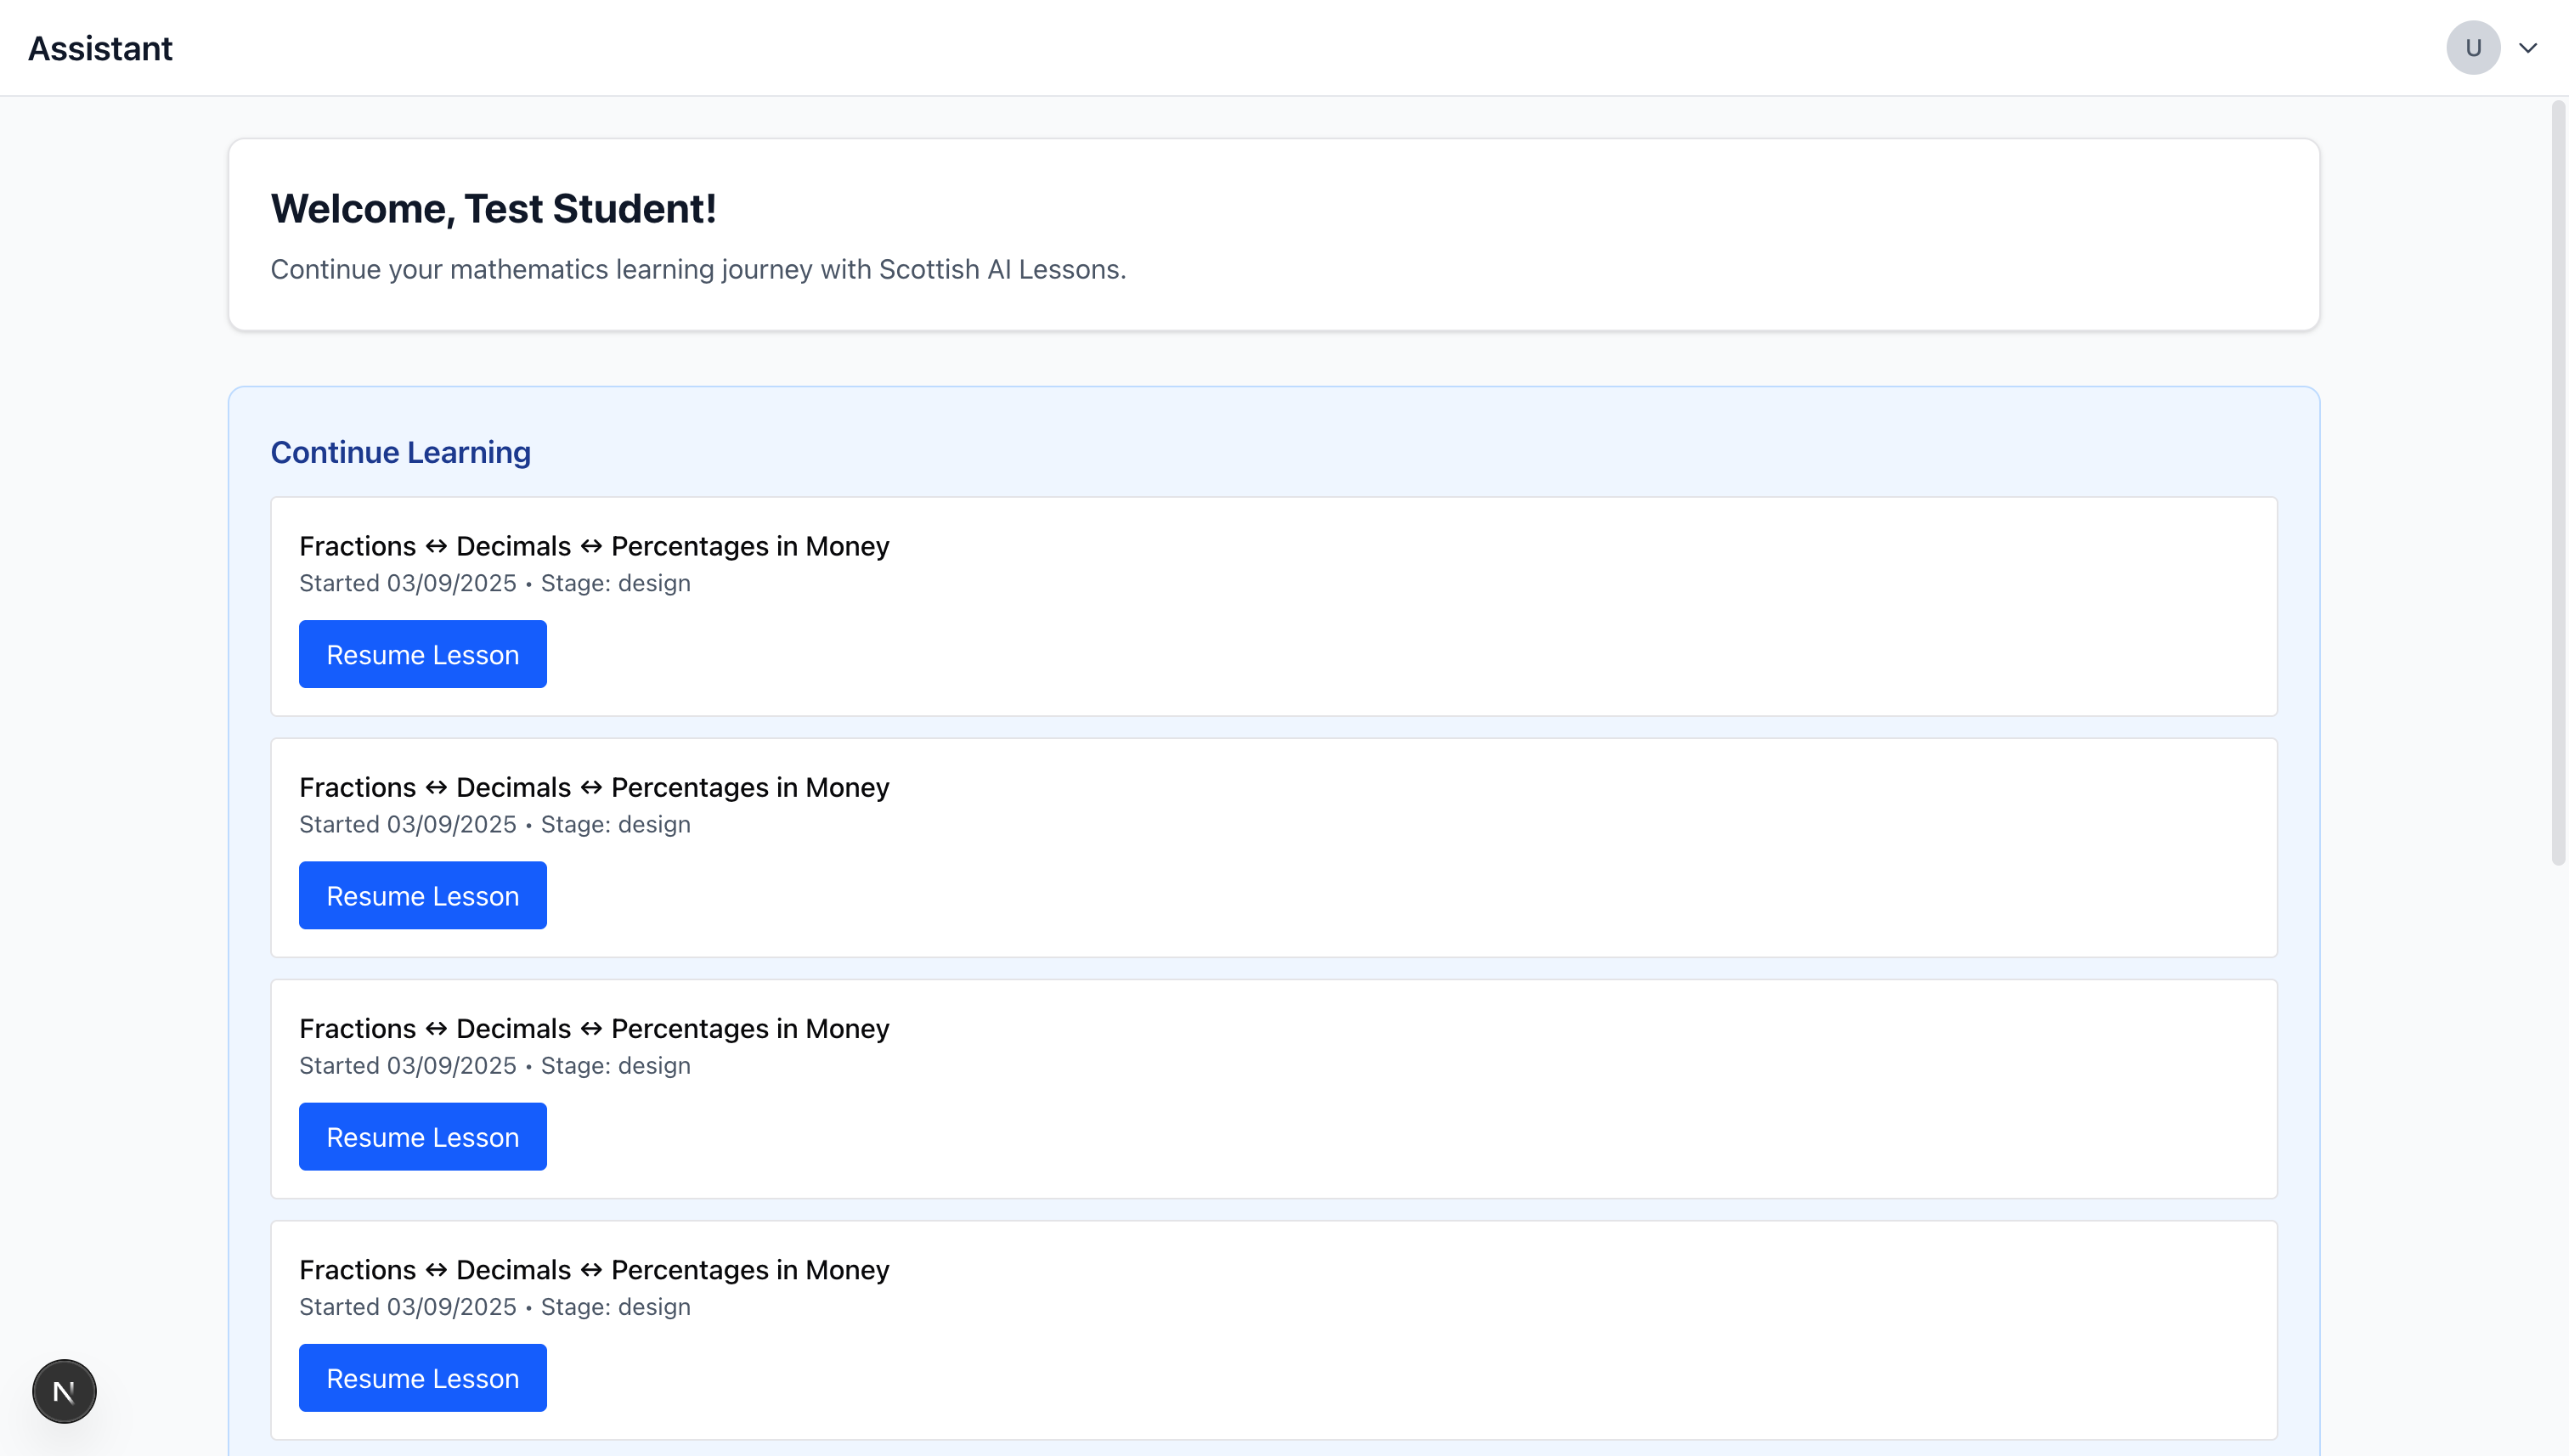 Assistant
U
Welcome, Test Student!
Continue your mathematics learning journey with Scottish AI Lessons.
Continue Learning
Fractions ↔ Decimals ↔ Percentages in Money
Started 03/09/2025 • Stage: design
Resume Lesson
Fractions ↔ Decimals ↔ Percentages in Money
Started 03/09/2025 • Stage: design
Resume Lesson
Fractions ↔ Decimals ↔ Percentages in Money
Started 03/09/2025 • Stage: design
Resume Lesson
Fractions ↔ Decimals ↔ Percentages in Money
Started 03/09/2025 • Stage: design
Resume Lesson
N